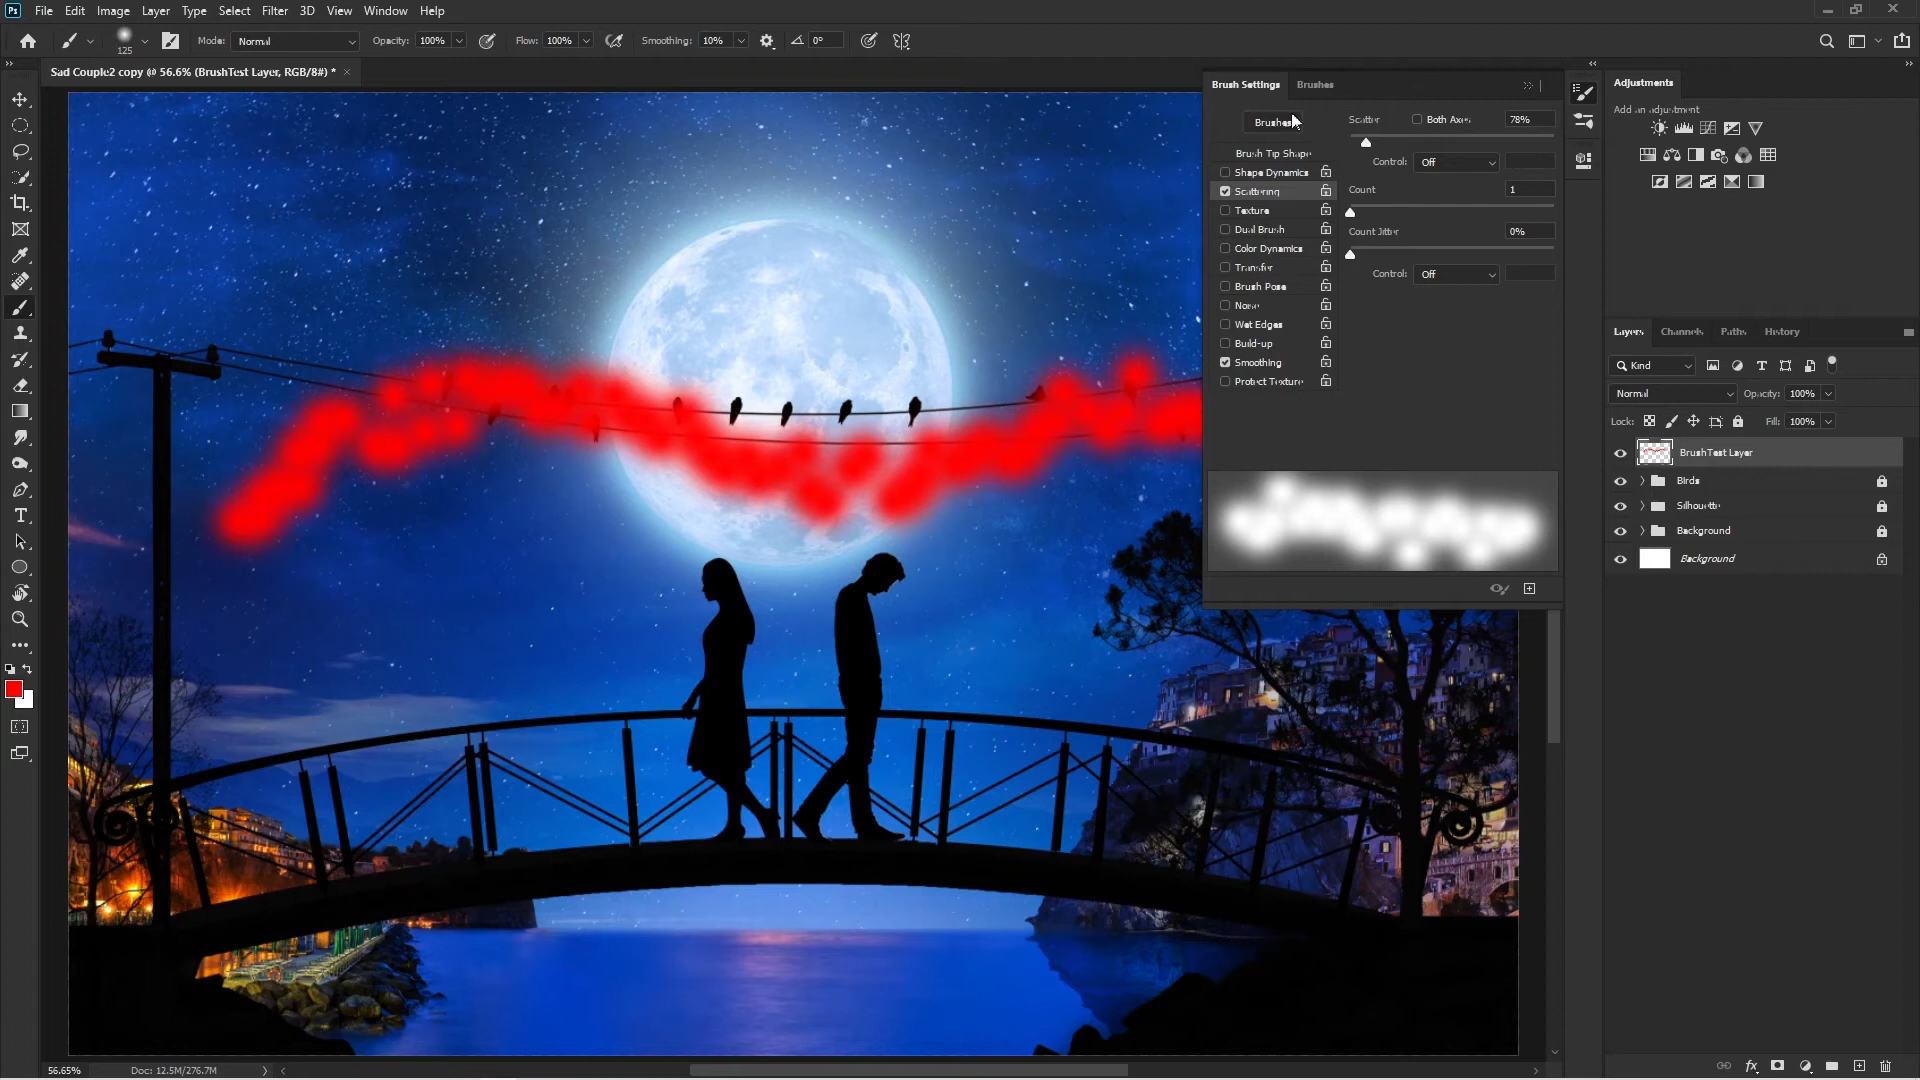 Ps File Edit Image Layer Type Select Filter 3D View Window Help
125 Mode: Normal Opacity: 100% Flow: 100% Smoothing: 10% 0°
Sad Couple2 copy @ 56.6% (BrushTest Layer, RGB/8#) * ×
Brush Settings Brushes
Brushes
Brush Tip Shape
Shape Dynamics
Scattering
Texture
Dual Brush
Color Dynamics
Transfer
Brush Pose
Noise
Wet Edges
Build-up
Smoothing
Protect Texture
Scatter Both Axes 78%
Control: Off
Count 1
Count Jitter 0%
Control: Off
Adjustments
Add an adjustment
Layers Channels Paths History
Kind
Normal Opacity: 100%
Lock: Fill: 100%
BrushTest Layer
Birds
Silhouette
Background
Background
56.65% Doc: 12.5M/276.7M